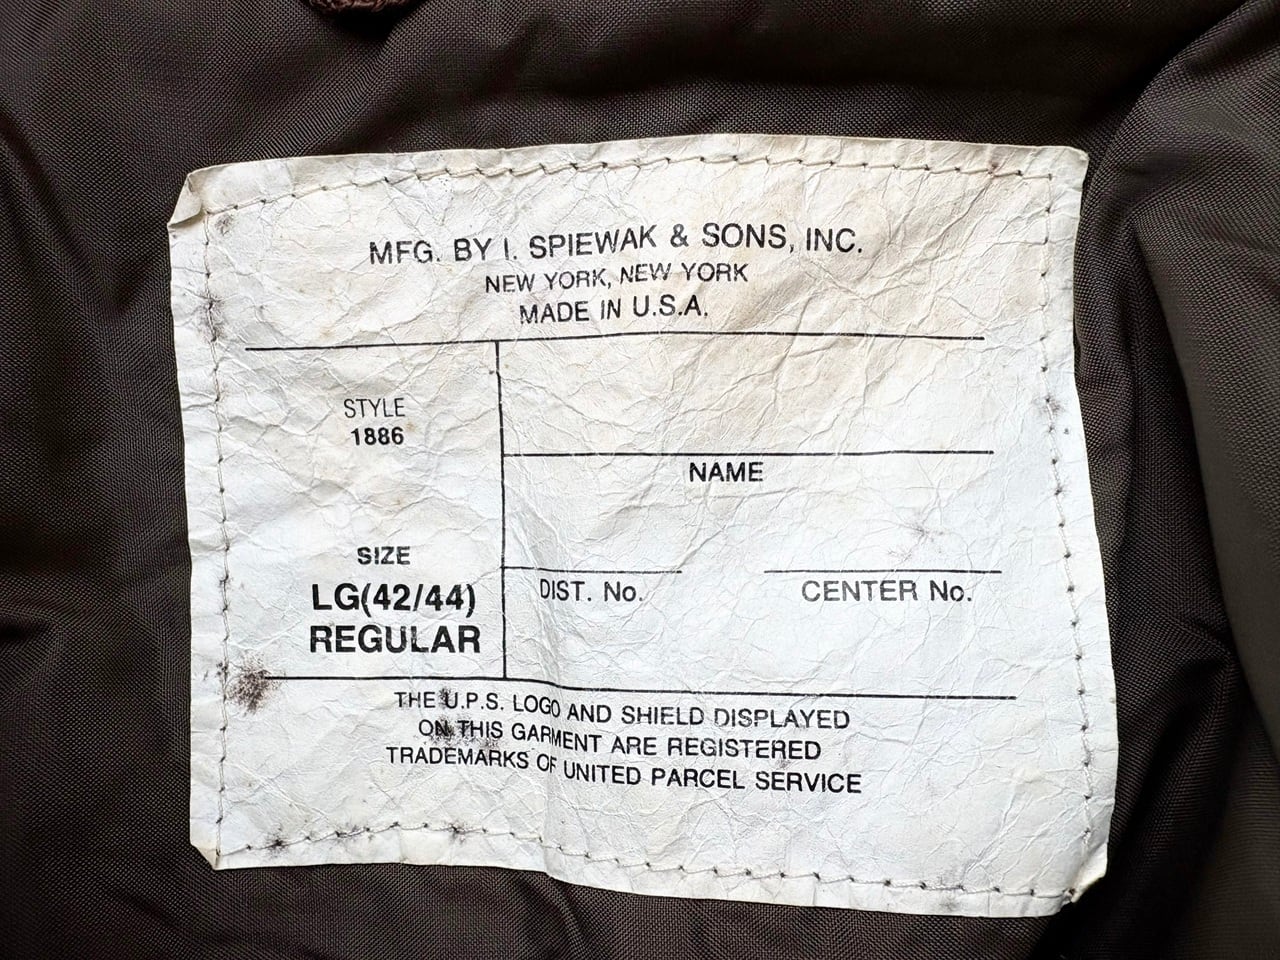 MFG. BY I. SPIEWAK & SONS, INC.
NEW YORK, NEW YORK
MADE IN U.S.A.
STYLE
1886
NAME
SIZE
LG(42/44)
REGULAR
DIST. No.
CENTER No.
THE U.P.S. LOGO AND SHIELD DISPLAYED
ON THIS GARMENT ARE REGISTERED
TRADEMARKS OF UNITED PARCEL SERVICE